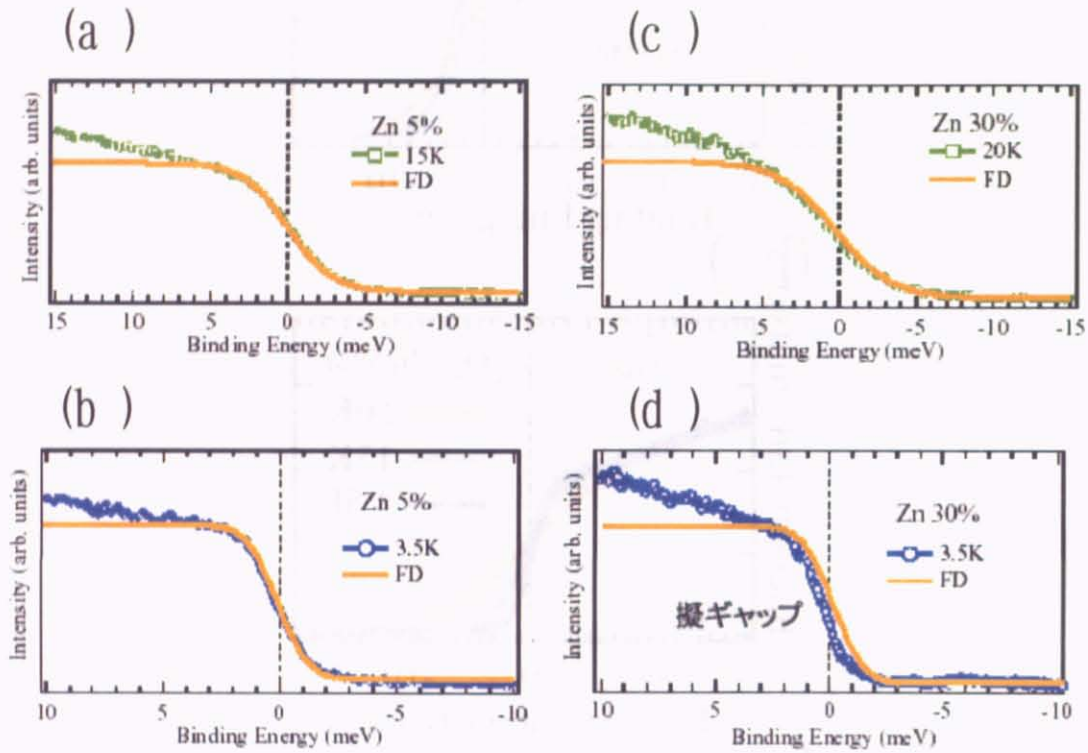 (a )
Intensity (arb. units)
Zn 5%
15K
FD
15 10 5 0 -5 -10 -15
Binding Energy (meV)
(c )
Intensity (arb. units)
Zn 30%
20K
FD
15 10 5 0 -5 -10 -15
Binding Energy (meV)
(b )
Intensity (arb. units)
Zn 5%
3.5K
FD
10 5 0 -5 -10
Binding Energy (meV)
(d )
Intensity (arb. units)
Zn 30%
3.5K
FD
擬ギャップ
10 5 0 -5 -10
Binding Energy (meV)